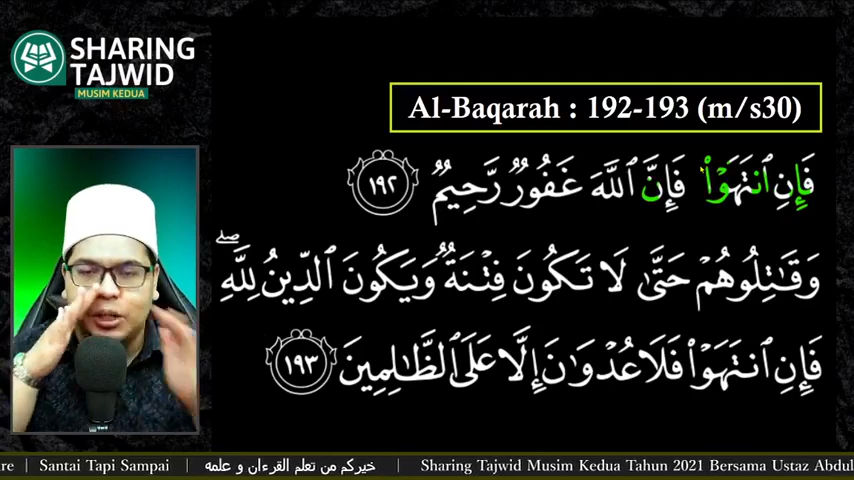 SHARING
TAJWID
MUSIM KEDUA
Al-Baqarah : 192-193 (m/s30)
فَإِنِ ٱنتَهَوْا۟ فَإِنَّ ٱللَّهَ غَفُورٌ رَّحِيمٌ ١٩٢
وَقَـٰتِلُوهُمْ حَتَّىٰ لَا تَكُونَ فِتْنَةٌ وَيَكُونَ ٱلدِّينُ لِلَّهِ ۖ
فَإِنِ ٱنتَهَوْا۟ فَلَا عُدْوَٰنَ إِلَّا عَلَى ٱلظَّـٰلِمِينَ ١٩٣
re | Santai Tapi Sampai | خيركم من تعلم القرءان و علمه | Sharing Tajwid Musim Kedua Tahun 2021 Bersama Ustaz Abdul